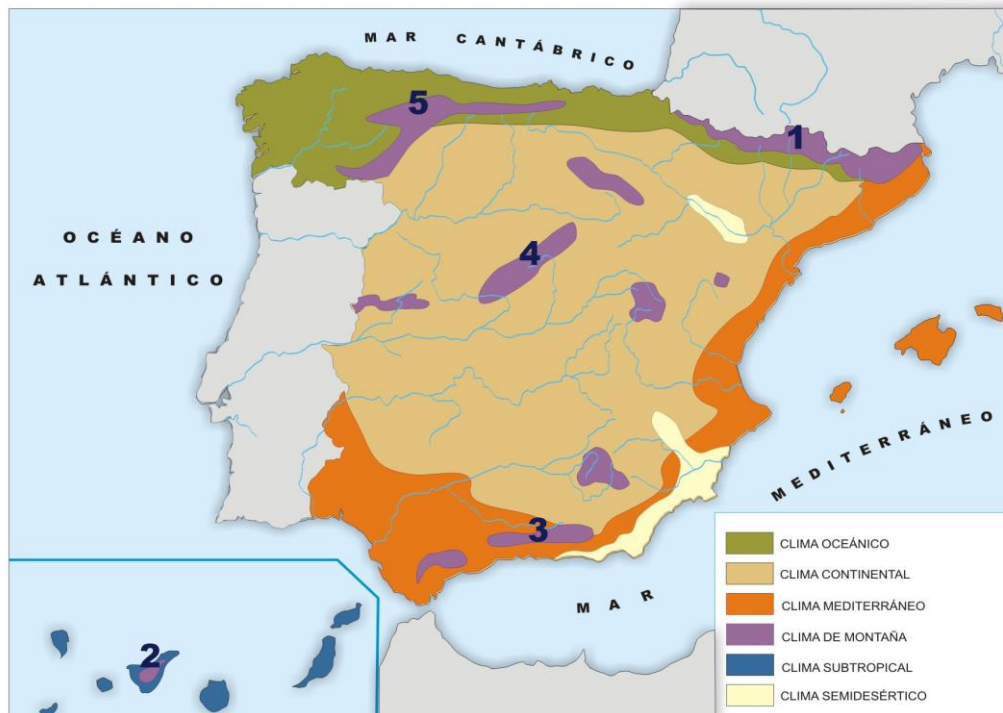 MAR CANTÁBRICO
5
1
OCÉANO
ATLÁNTICO
4
MEDITERRÁNEO
3
MAR
2
CLIMA OCEÁNICO
CLIMA CONTINENTAL
CLIMA MEDITERRÁNEO
CLIMA DE MONTAÑA
CLIMA SUBTROPICAL
CLIMA SEMIDESÉRTICO